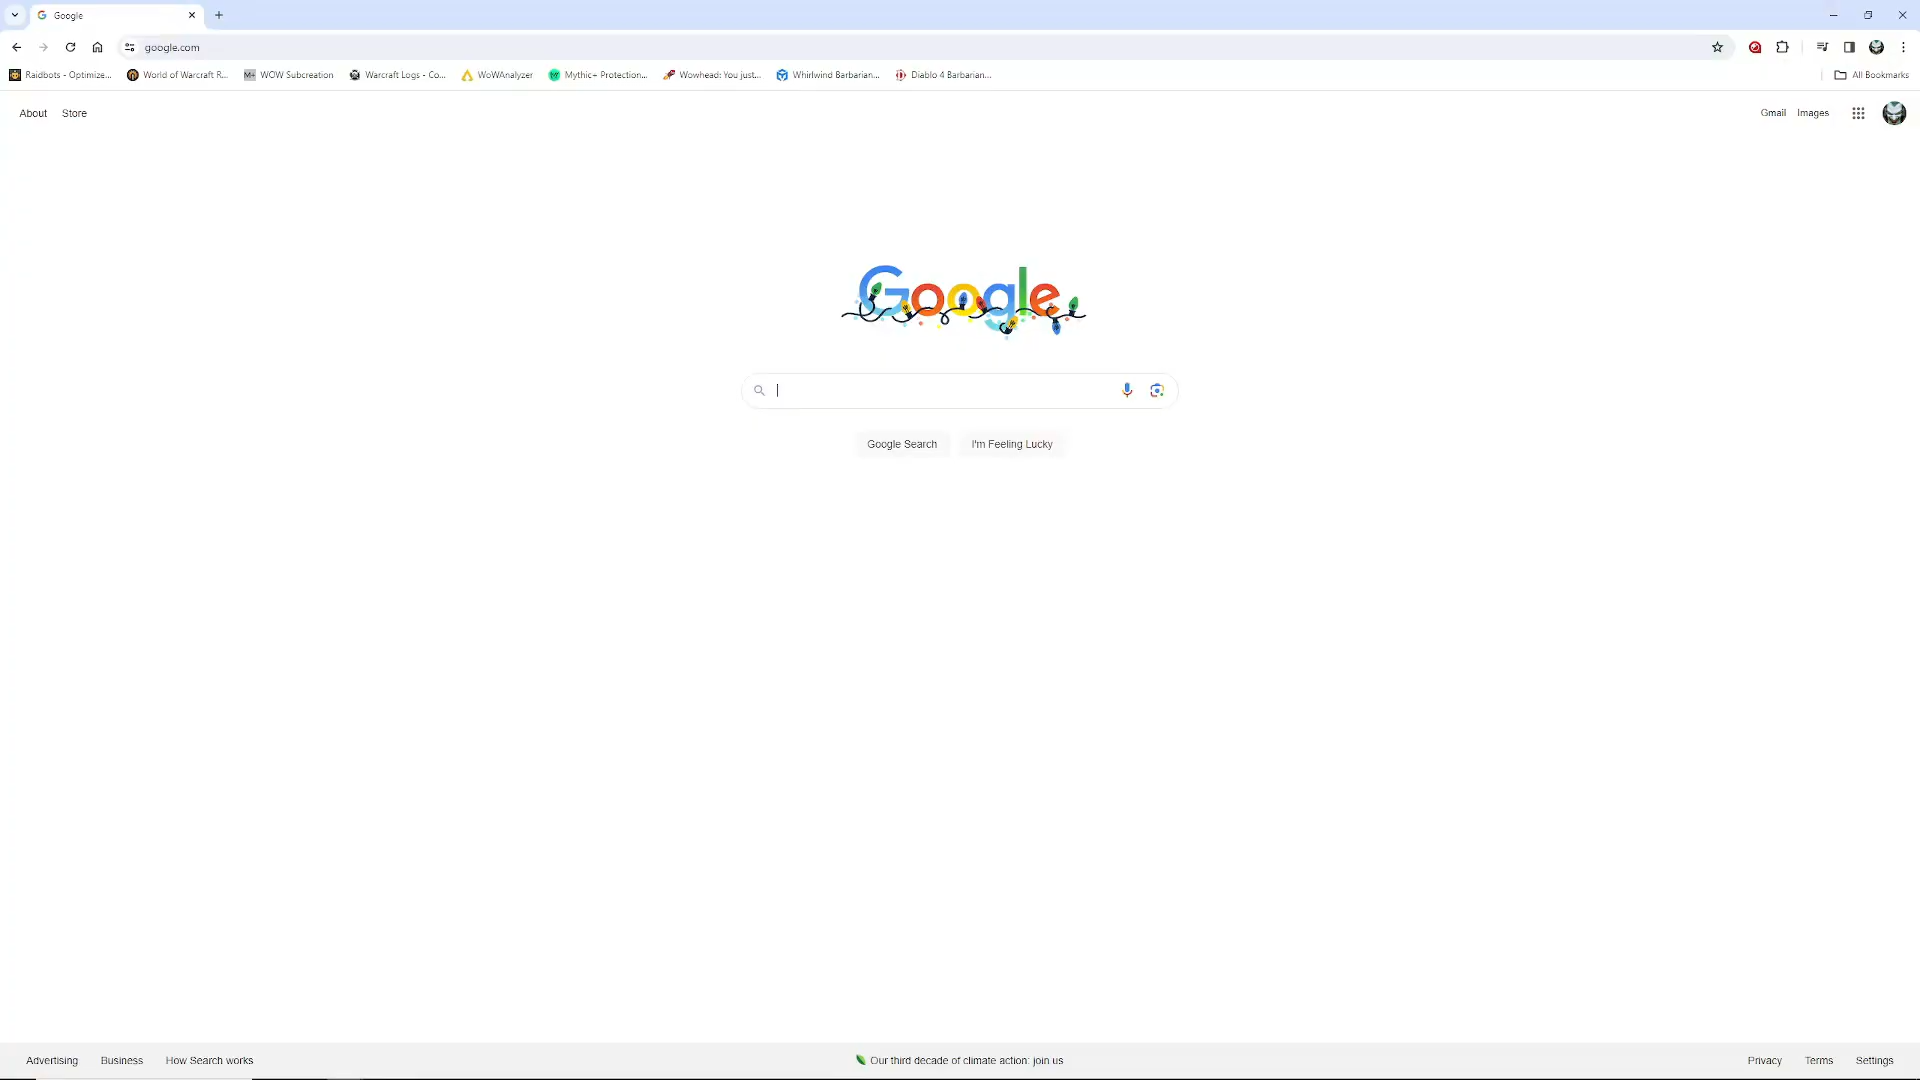 Google
google.com
Raidbots - Optimize...
World of Warcraft R...
M+ WOW Subcreation
Warcraft Logs - Co...
WoWAnalyzer
Mythic+ Protection...
Wowhead: You just...
Whirlwind Barbarian...
Diablo 4 Barbarian...
All Bookmarks
About Store
Gmail Images
Google
Google Search I'm Feeling Lucky
Advertising Business How Search works
Our third decade of climate action: join us
Privacy Terms Settings